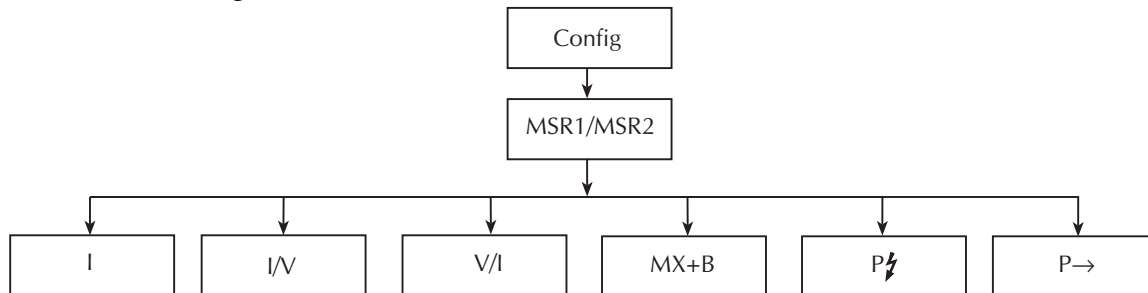 Config
MSR1/MSR2
I I/V V/I MX+B P P→